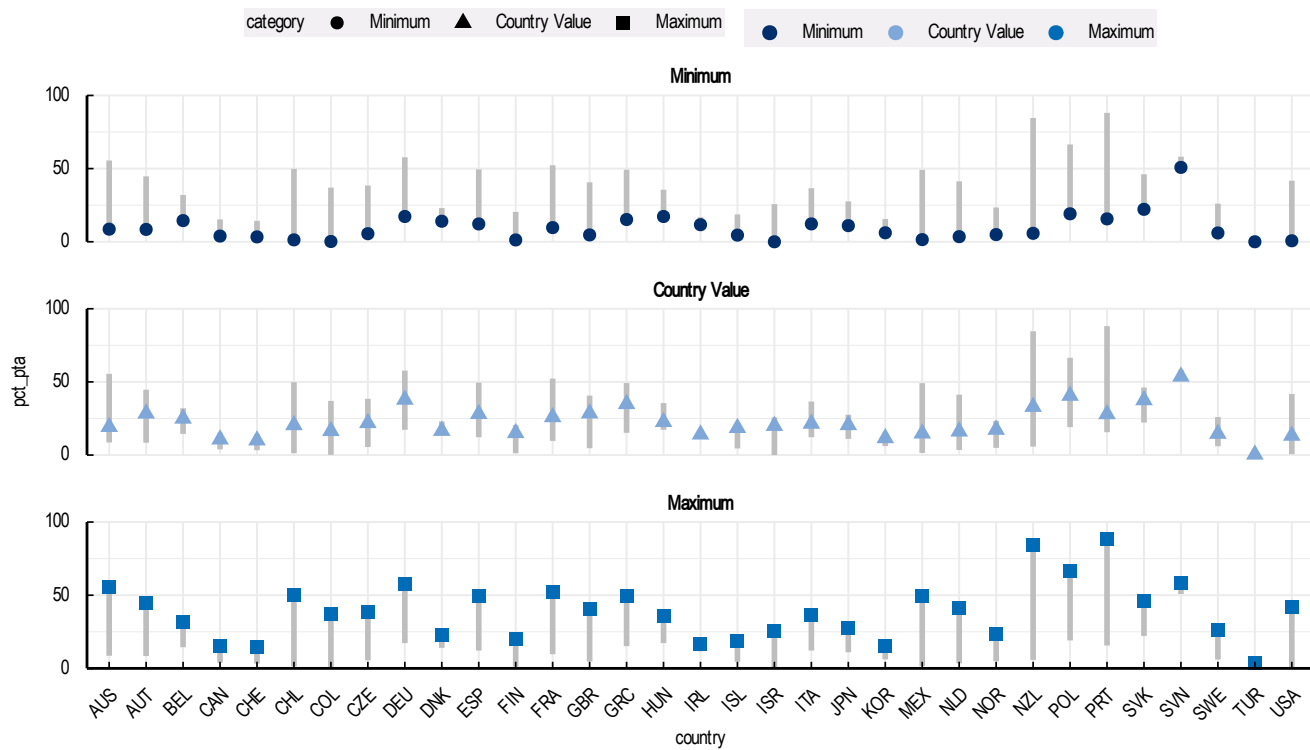 category Minimum Country Value Maximum Minimum Country Value Maximum
Minimum
100
50
0
Country Value
100
50
0
pct_pta
Maximum
100
50
0
AUS AUT BEL CAN CHE CHL COL CZE DEU DNK ESP FIN FRA GBR GRC HUN IRL ISL ISR ITA JPN KOR MEX NLD NOR NZL POL PRT SVK SVN SWE TUR USA
country